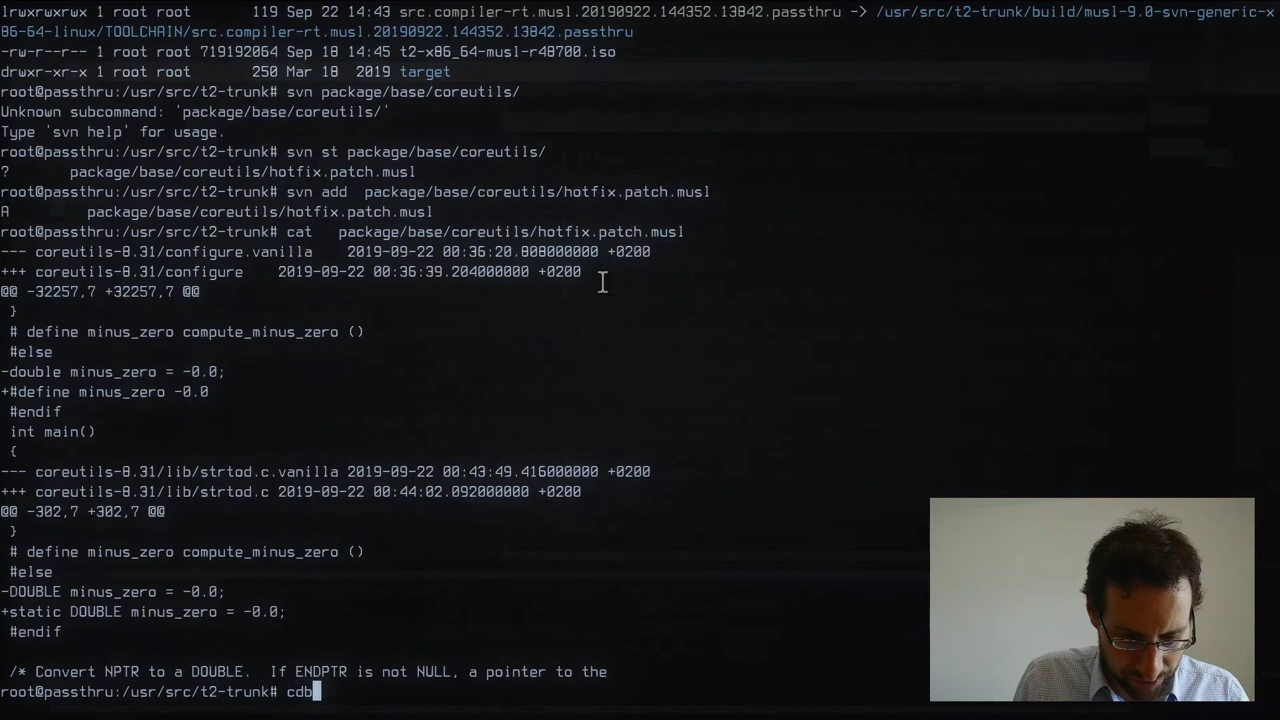 lrwxrwxrwx 1 root root       119 Sep 22 14:43 src.compiler-rt.musl.20190922.144352.13842.passthru -> /usr/src/t2-trunk/build/musl-9.0-svn-generic-x
86-64-linux/TOOLCHAIN/src.compiler-rt.musl.20190922.144352.13842.passthru
-rw-r--r-- 1 root root 719192064 Sep 18 14:45 t2-x86_64-musl-r48700.iso
drwxr-xr-x 1 root root       250 Mar 18  2019 target
root@passthru:/usr/src/t2-trunk# svn package/base/coreutils/
Unknown subcommand: 'package/base/coreutils/'
Type 'svn help' for usage.
root@passthru:/usr/src/t2-trunk# svn st package/base/coreutils/
?       package/base/coreutils/hotfix.patch.musl
root@passthru:/usr/src/t2-trunk# svn add  package/base/coreutils/hotfix.patch.musl
A         package/base/coreutils/hotfix.patch.musl
root@passthru:/usr/src/t2-trunk# cat   package/base/coreutils/hotfix.patch.musl
--- coreutils-8.31/configure.vanilla    2019-09-22 00:36:20.808000000 +0200
+++ coreutils-8.31/configure    2019-09-22 00:36:39.204000000 +0200
@@ -32257,7 +32257,7 @@
 }
 # define minus_zero compute_minus_zero ()
 #else
-double minus_zero = -0.0;
+#define minus_zero -0.0
 #endif
 int main()
 {
--- coreutils-8.31/lib/strtod.c.vanilla 2019-09-22 00:43:49.416000000 +0200
+++ coreutils-8.31/lib/strtod.c 2019-09-22 00:44:02.092000000 +0200
@@ -302,7 +302,7 @@
 }
 # define minus_zero compute_minus_zero ()
 #else
-DOUBLE minus_zero = -0.0;
+static DOUBLE minus_zero = -0.0;
 #endif
 /* Convert NPTR to a DOUBLE.  If ENDPTR is not NULL, a pointer to the
root@passthru:/usr/src/t2-trunk# cdb